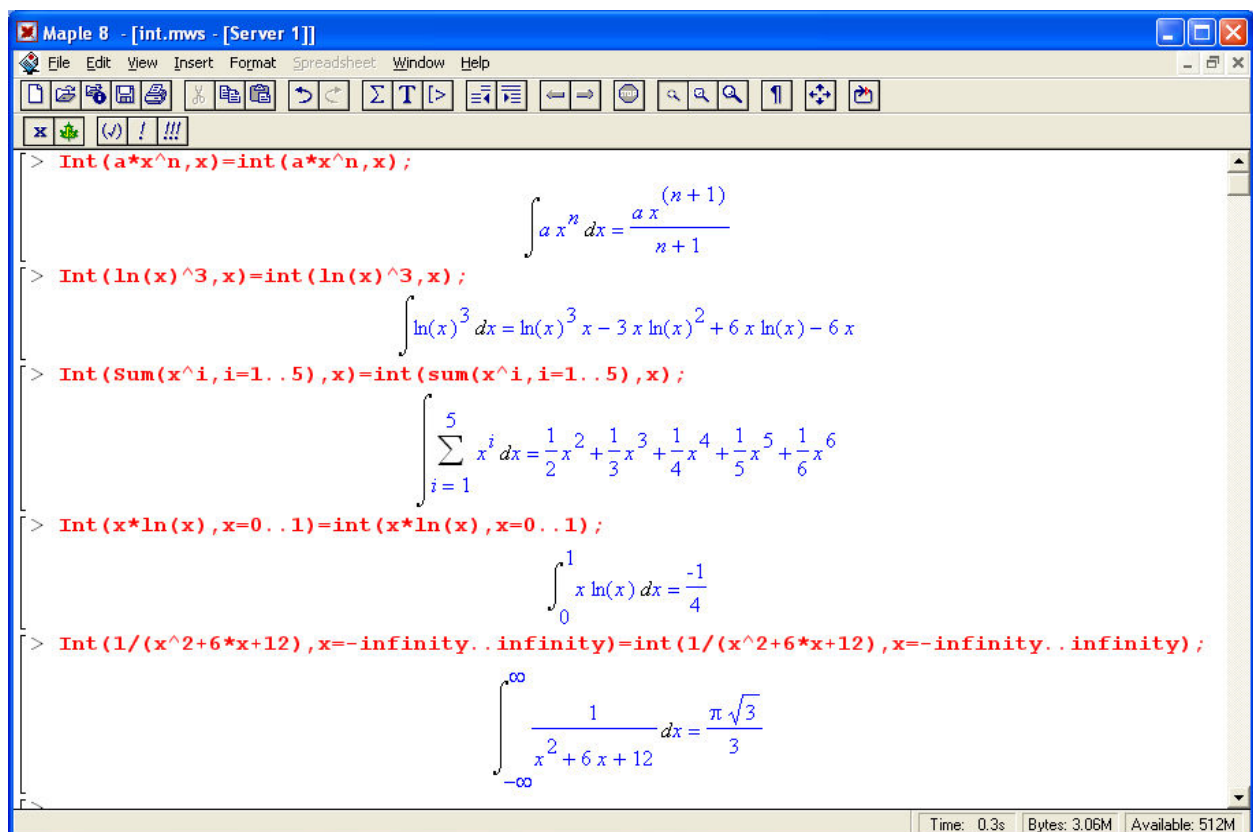 Maple 8 - [int.mws - [Server 1]]
File Edit View Insert Format Spreadsheet Window Help
Σ T [>
STOP
¶
x (√) ! !!!
> Int(a*x^n,x)=int(a*x^n,x);
∫ a x^n dx = a x^(n + 1) / (n + 1)
> Int(ln(x)^3,x)=int(ln(x)^3,x);
∫ ln(x)^3 dx = ln(x)^3 x − 3 x ln(x)^2 + 6 x ln(x) − 6 x
> Int(Sum(x^i,i=1..5),x)=int(sum(x^i,i=1..5),x);
∫ ∑_{i = 1}^{5} x^i dx = 1/2 x^2 + 1/3 x^3 + 1/4 x^4 + 1/5 x^5 + 1/6 x^6
> Int(x*ln(x),x=0..1)=int(x*ln(x),x=0..1);
∫_0^1 x ln(x) dx = -1/4
> Int(1/(x^2+6*x+12),x=-infinity..infinity)=int(1/(x^2+6*x+12),x=-infinity..infinity);
∫_{−∞}^{∞} 1/(x^2 + 6 x + 12) dx = π √3 / 3
>
Time: 0.3s Bytes: 3.06M Available: 512M